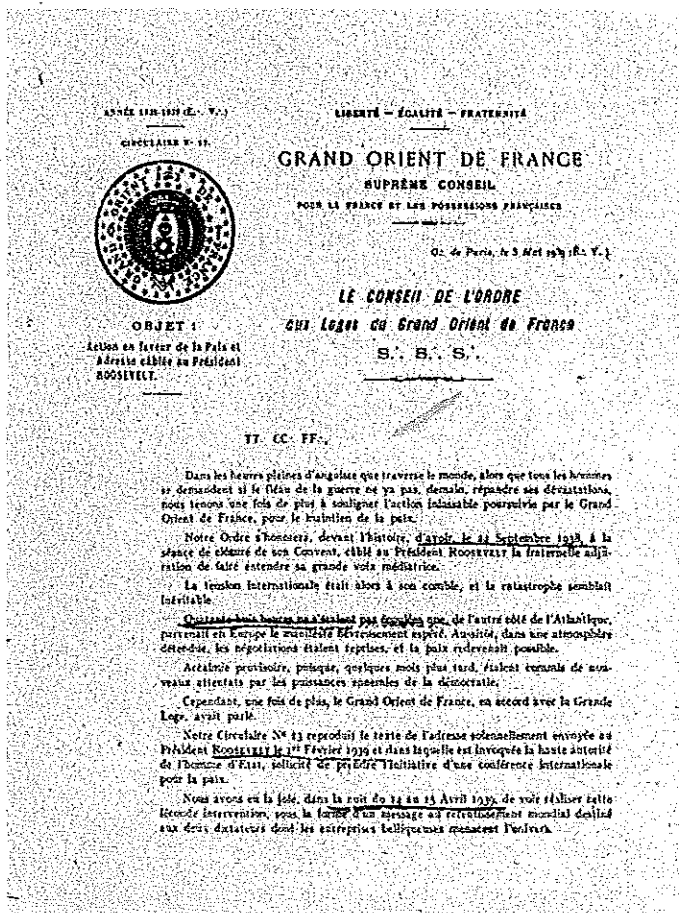 ANNÉE 1938-1939 (E∴ V∴)
CIRCULAIRE N°
LIBERTÉ – ÉGALITÉ – FRATERNITÉ
GRAND ORIENT DE FRANCE
SUPRÊME CONSEIL
POUR LA FRANCE ET LES POSSESSIONS FRANÇAISES
GRAND ORIENT DE FRANCE
O∴ de Paris, le Mai 1939 (E∴ V∴)
LE CONSEIL DE L'ORDRE
aux Loges du Grand Orient de France
S∴ S∴ S∴
OBJET :
Action en faveur de la Paix et
Adresse câblée au Président
ROOSEVELT.
TT∴ CC∴ FF∴,
Dans les heures pleines d'angoisse que traverse le monde, alors que tous les hommes
se demandent si le fléau de la guerre ne va pas, demain, répandre ses dévastations,
nous tenons une fois de plus à souligner l'action inlassable poursuivie par le Grand
Orient de France, pour le maintien de la paix.
Notre Ordre s'honorera, devant l'histoire, d'avoir, le 24 Septembre 1938, à la
séance de clôture de son Convent, câblé au Président ROOSEVELT la fraternelle adju-
ration de faire entendre sa grande voix médiatrice.
La tension internationale était alors à son comble, et la catastrophe semblait
inévitable.
Quarante-huit heures ne s'étaient pas écoulées que, de l'autre côté de l'Atlantique,
parvenait en Europe le manifeste nerveusement espéré. Aussitôt, dans une atmosphère
détendue, les négociations étaient reprises, et la paix redevenait possible.
Accalmie provisoire, puisque, quelques mois plus tard, étaient commis de nou-
veaux attentats par les puissances ennemies de la démocratie.
Cependant, une fois de plus, le Grand Orient de France, en accord avec la Grande
Loge, avait parlé.
Notre Circulaire N° 13 reproduit le texte de l'adresse solennellement envoyée au
Président ROOSEVELT le 1er Février 1939 et dans laquelle est invoquée la haute autorité
de l'homme d'Etat, sollicité de prendre l'initiative d'une conférence internationale
pour la paix.
Nous avons eu la joie, dans la nuit du 14 au 15 Avril 1939, de voir réaliser cette
seconde intervention, sous la forme d'un message au retentissement mondial destiné
aux deux dictateurs dont les entreprises belliqueuses menacent l'univers.